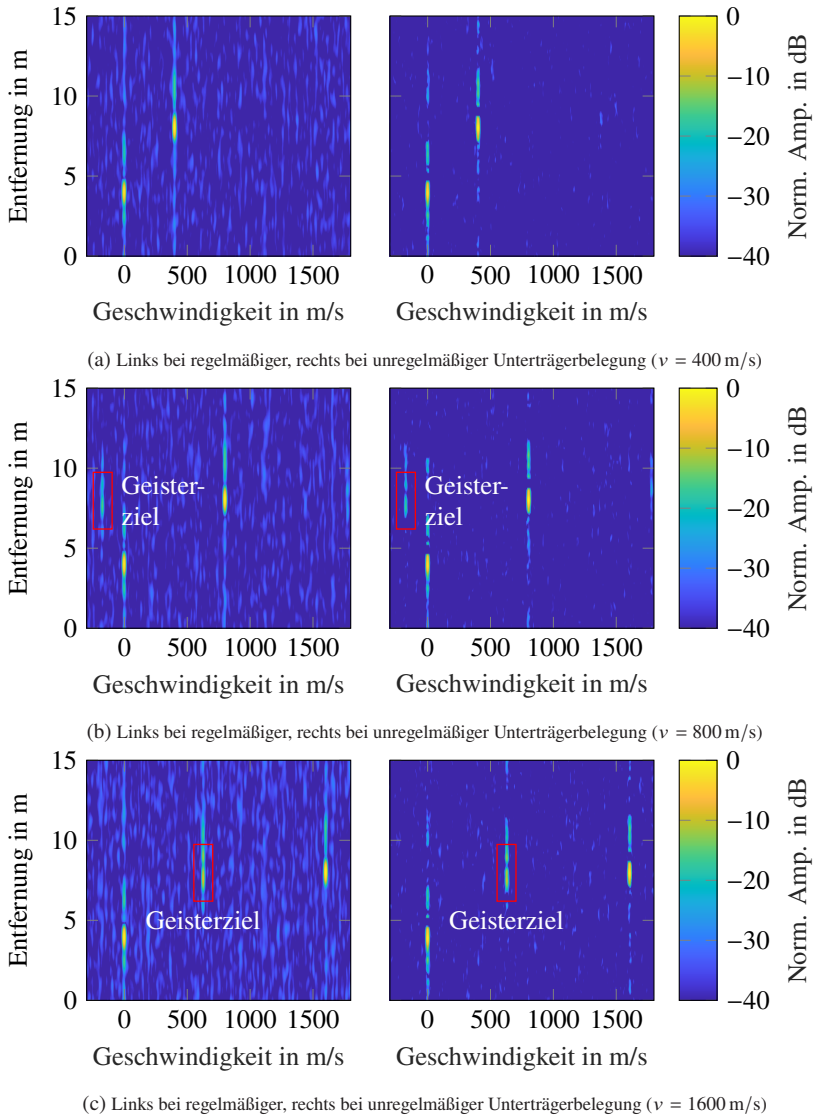 15
10
5
0
Entfernung in m
0 500 1000 1500
Geschwindigkeit in m/s
0 500 1000 1500
Geschwindigkeit in m/s
0
−10
−20
−30
−40
Norm. Amp. in dB
(a) Links bei regelmäßiger, rechts bei unregelmäßiger Unterträgerbelegung (v = 400 m/s)
15
10
5
0
Entfernung in m
Geister-
ziel
0 500 1000 1500
Geschwindigkeit in m/s
Geister-
ziel
0 500 1000 1500
Geschwindigkeit in m/s
0
−10
−20
−30
−40
Norm. Amp. in dB
(b) Links bei regelmäßiger, rechts bei unregelmäßiger Unterträgerbelegung (v = 800 m/s)
15
10
5
0
Entfernung in m
Geisterziel
0 500 1000 1500
Geschwindigkeit in m/s
Geisterziel
0 500 1000 1500
Geschwindigkeit in m/s
0
−10
−20
−30
−40
Norm. Amp. in dB
(c) Links bei regelmäßiger, rechts bei unregelmäßiger Unterträgerbelegung (v = 1600 m/s)